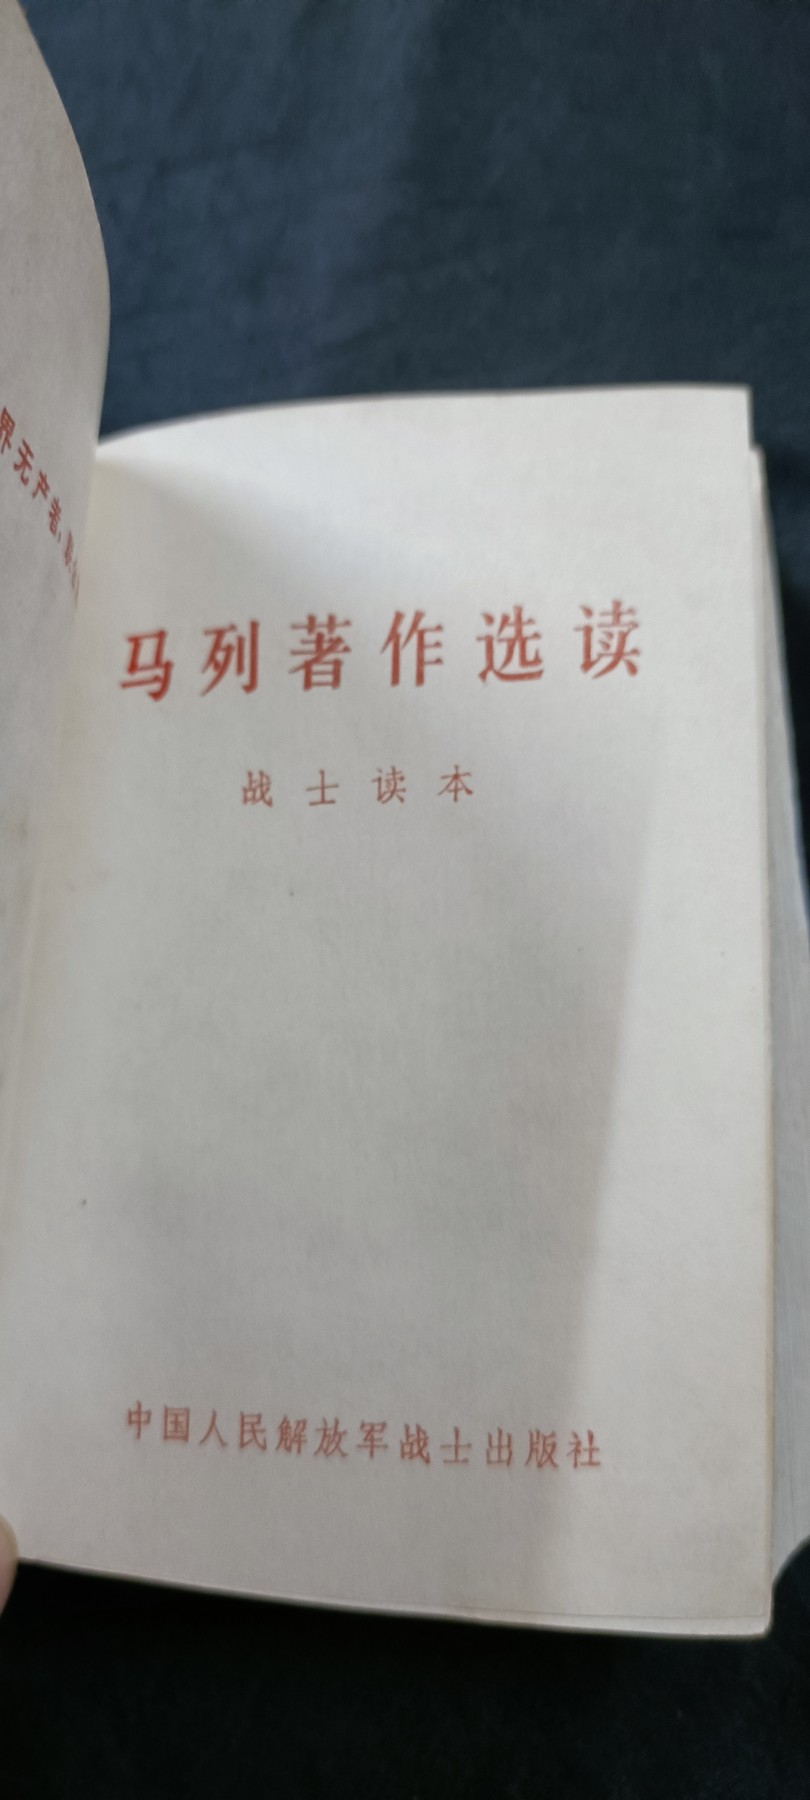 界无产者，联
马列著作选读
战士读本
中国人民解放军战士出版社